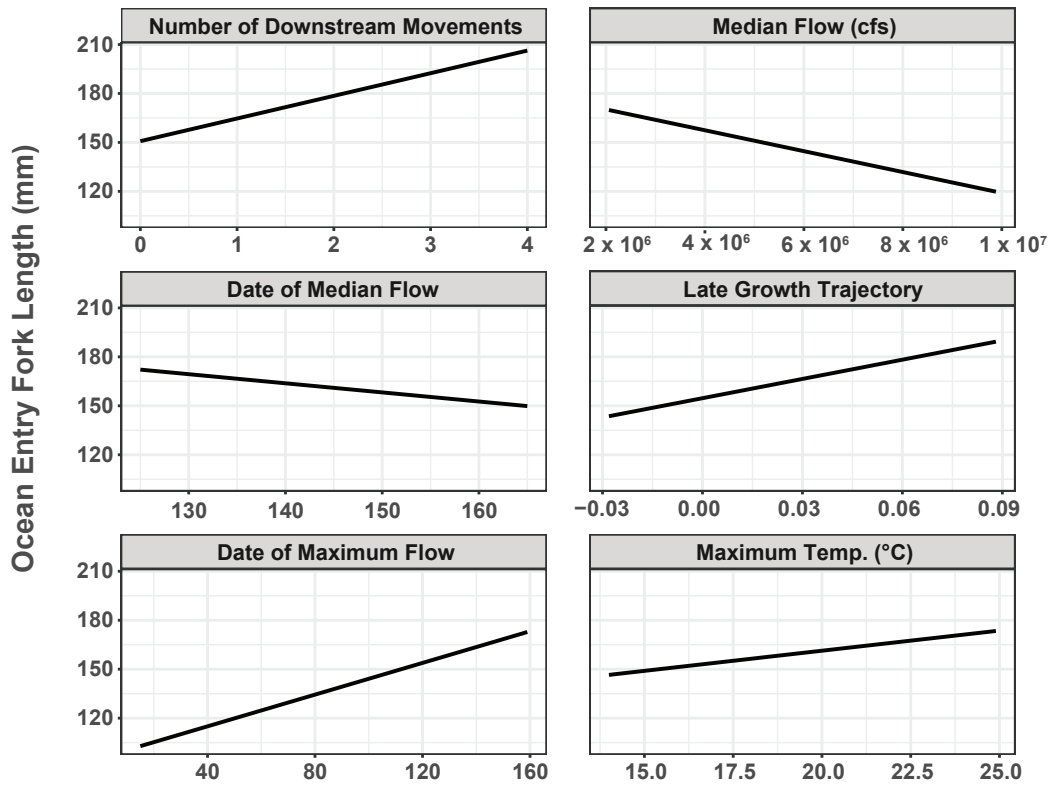 Ocean Entry Fork Length (mm)
Number of Downstream Movements
210
180
150
120
0 1 2 3 4
Median Flow (cfs)
2 x 10⁶ 4 x 10⁶ 6 x 10⁶ 8 x 10⁶ 1 x 10⁷
Date of Median Flow
210
180
150
120
130 140 150 160
Late Growth Trajectory
−0.03 0.00 0.03 0.06 0.09
Date of Maximum Flow
210
180
150
120
40 80 120 160
Maximum Temp. (°C)
15.0 17.5 20.0 22.5 25.0